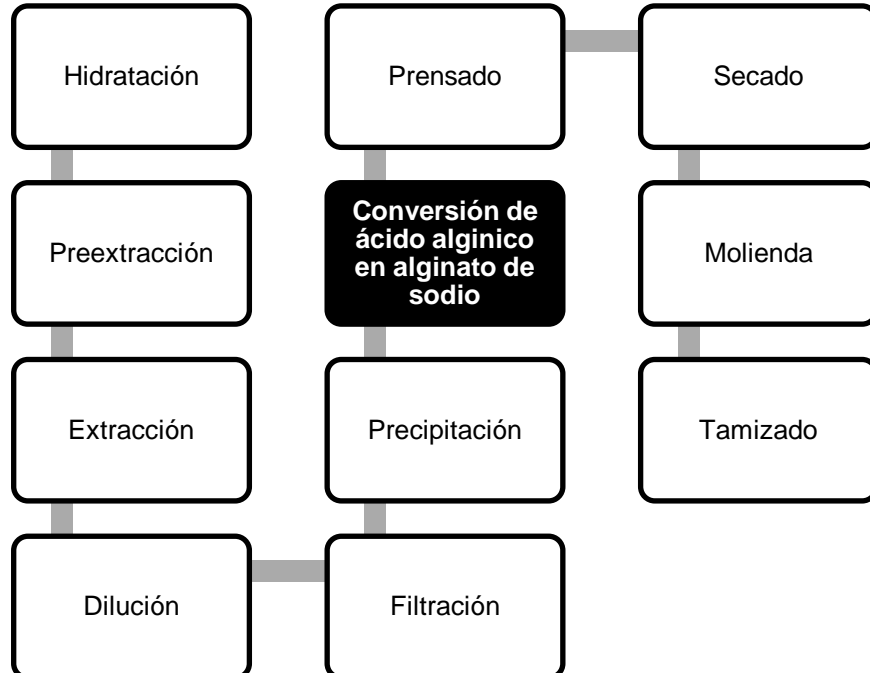 Hidratación
Preextracción
Extracción
Dilución
Filtración
Precipitación
Conversión de
ácido alginico
en alginato de
sodio
Prensado
Secado
Molienda
Tamizado